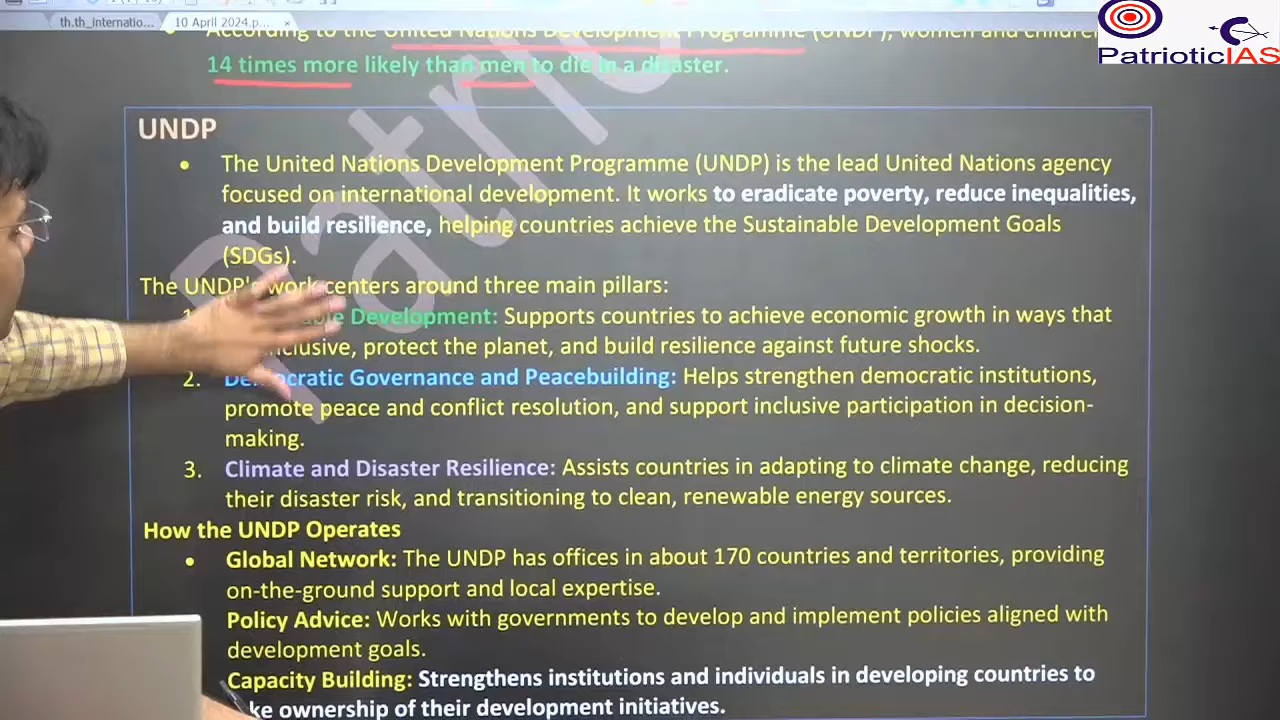 th.th_internatio...
10 April 2024.p...
×
PatrioticIAS
According to the United Nations Development Programme (UNDP), women and children
14 times more likely than men to die in a disaster.
UNDP
• The United Nations Development Programme (UNDP) is the lead United Nations agency
focused on international development. It works to eradicate poverty, reduce inequalities,
and build resilience, helping countries achieve the Sustainable Development Goals
(SDGs).
The UNDP's work centers around three main pillars:
Development: Supports countries to achieve economic growth in ways that
protect the planet, and build resilience against future shocks.
2. Democratic Governance and Peacebuilding: Helps strengthen democratic institutions,
promote peace and conflict resolution, and support inclusive participation in decision-
making.
3. Climate and Disaster Resilience: Assists countries in adapting to climate change, reducing
their disaster risk, and transitioning to clean, renewable energy sources.
How the UNDP Operates
• Global Network: The UNDP has offices in about 170 countries and territories, providing
on-the-ground support and local expertise.
Policy Advice: Works with governments to develop and implement policies aligned with
development goals.
Capacity Building: Strengthens institutions and individuals in developing countries to
ownership of their development initiatives.